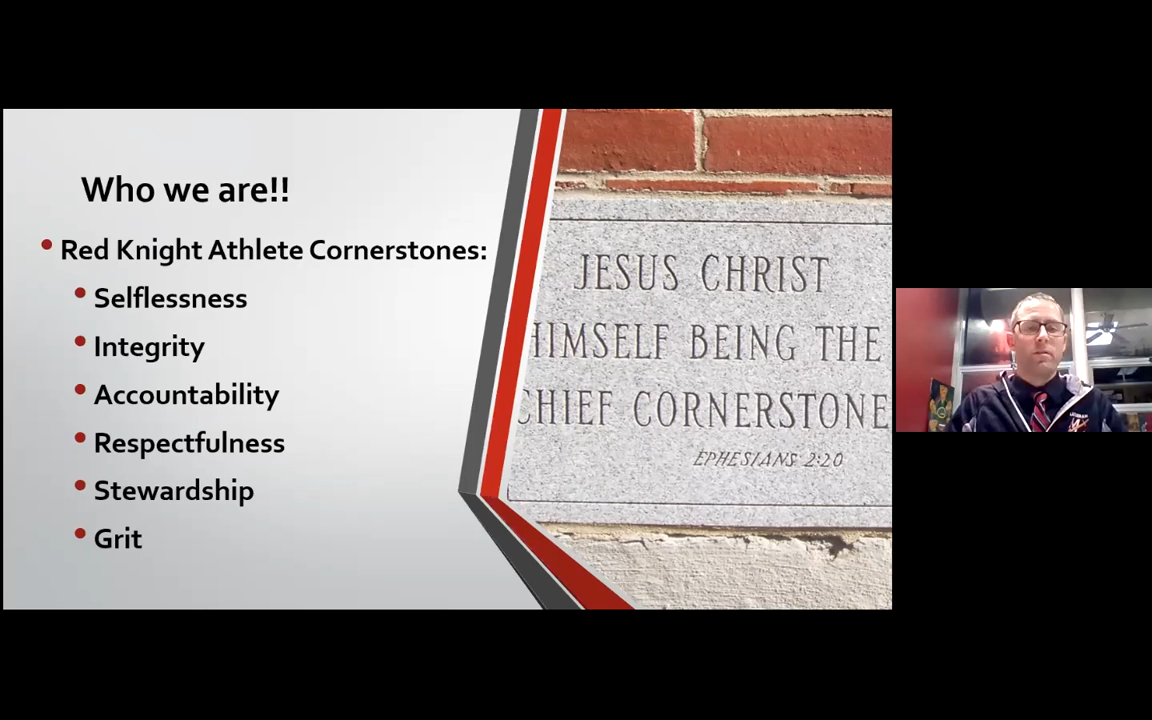 Who we are!!
• Red Knight Athlete Cornerstones:
• Selflessness
• Integrity
• Accountability
• Respectfulness
• Stewardship
• Grit
JESUS CHRIST
HIMSELF BEING THE
CHIEF CORNERSTONE
EPHESIANS 2:20